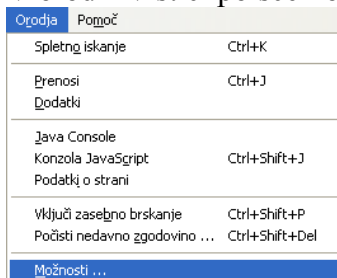 Orodja Pomoč
Spletno iskanje Ctrl+K
Prenosi Ctrl+J
Dodatki
Java Console
Konzola JavaScript Ctrl+Shift+J
Podatki o strani
Vključi zasebno brskanje Ctrl+Shift+P
Počisti nedavno zgodovino ... Ctrl+Shift+Del
Možnosti ...